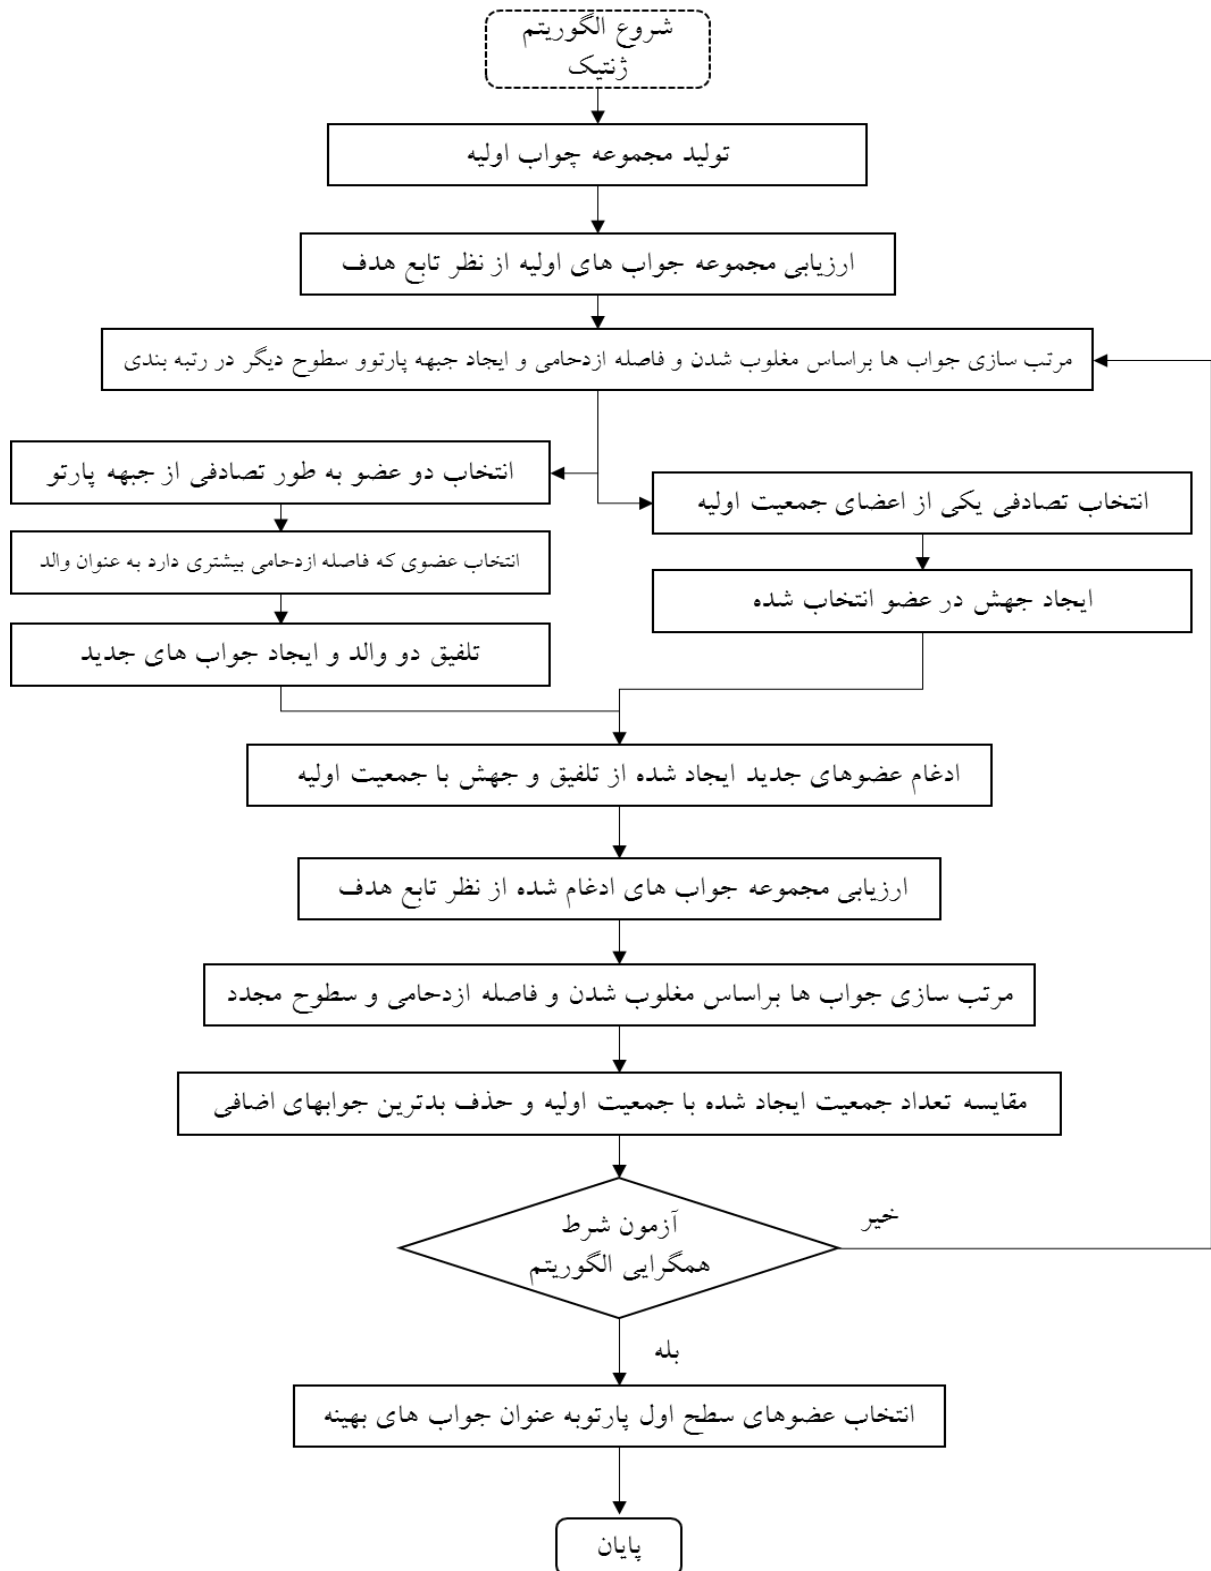 شروع الگوریتم
ژنتیک
تولید مجموعه چواب اولیه
ارزیابی مجموعه جواب های اولیه از نظر تابع هدف
مرتب سازی جواب ها براساس مغلوب شدن و فاصله ازدحامی و ایجاد جبهه پارتوو سطوح دیگر در رتبه بندی
انتخاب دو عضو به طور تصادفی از جبهه پارتو
انتخاب عضوی که فاصله ازدحامی بیشتری دارد به عنوان والد
تلفیق دو والد و ایجاد جواب های جدید
انتخاب تصادفی یکی از اعضای جمعیت اولیه
ایجاد جهش در عضو انتخاب شده
ادغام عضوهای جدید ایجاد شده از تلفیق و جهش با جمعیت اولیه
ارزیابی مجموعه جواب های ادغام شده از نظر تابع هدف
مرتب سازی جواب ها براساس مغلوب شدن و فاصله ازدحامی و سطوح مجدد
مقایسه تعداد جمعیت ایجاد شده با جمعیت اولیه و حذف بدترین جوابهای اضافی
آزمون شرط
همگرایی الگوریتم
خیر
بله
انتخاب عضوهای سطح اول پارتوبه عنوان جواب های بهینه
پایان